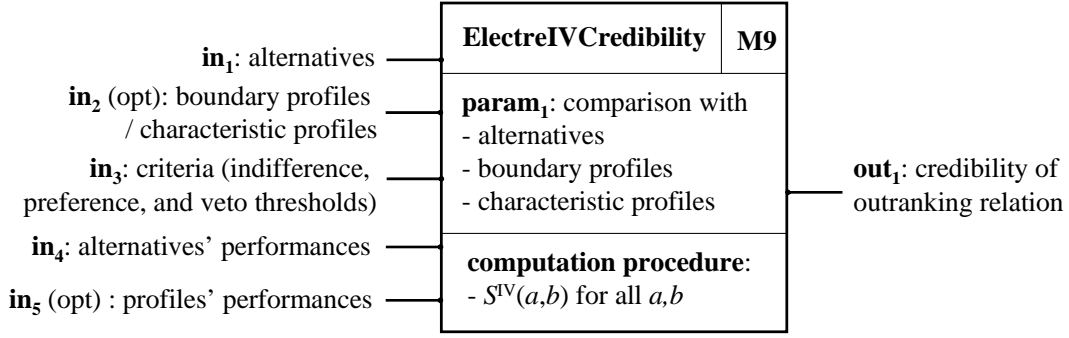 ElectreIVCredibility M9
in1: alternatives
in2 (opt): boundary profiles
/ characteristic profiles
in3: criteria (indifference,
preference, and veto thresholds)
in4: alternatives’ performances
in5 (opt) : profiles’ performances
param1: comparison with
- alternatives
- boundary profiles
- characteristic profiles
computation procedure:
- SIV(a,b) for all a,b
out1: credibility of
outranking relation